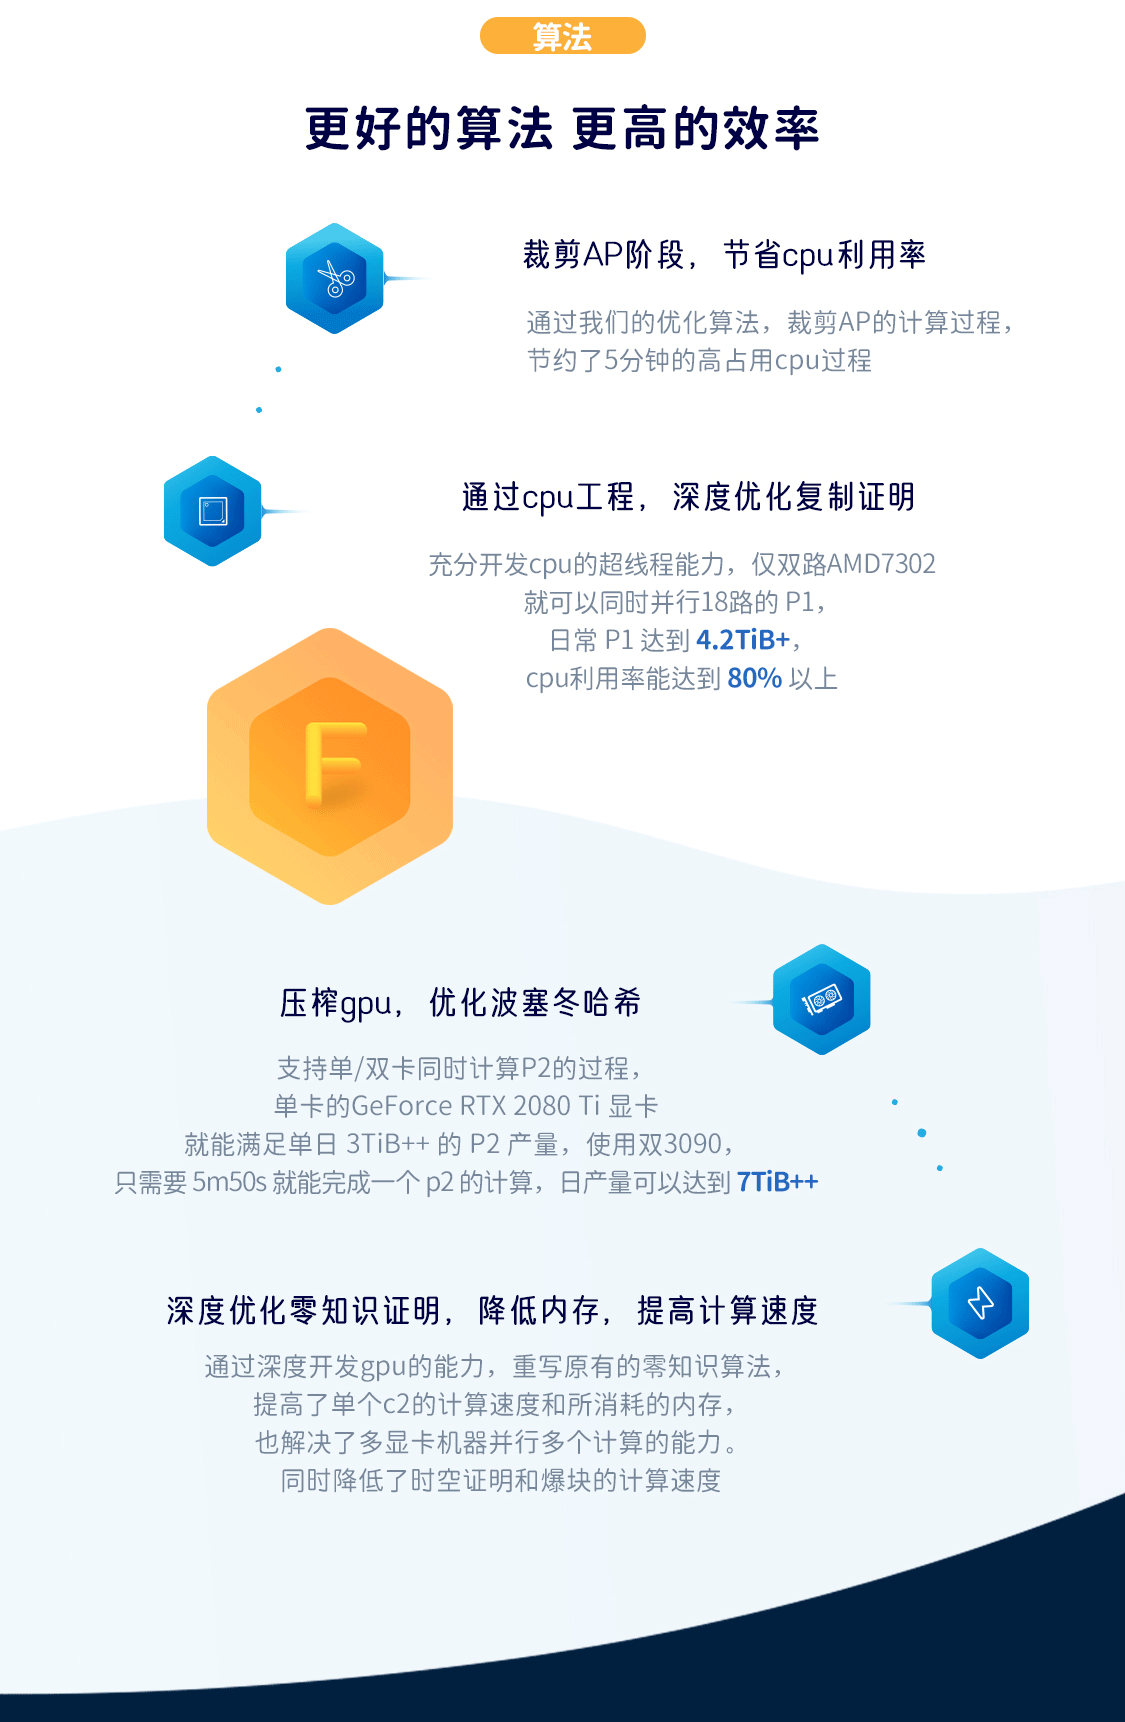 算法
更好的算法 更高的效率
裁剪AP阶段，节省cpu利用率
通过我们的优化算法，裁剪AP的计算过程，
节约了5分钟的高占用cpu过程
通过cpu工程，深度优化复制证明
充分开发cpu的超线程能力，仅双路AMD7302
就可以同时并行18路的 P1，
日常 P1 达到 4.2TiB+，
cpu利用率能达到 80% 以上
F
压榨gpu，优化波塞冬哈希
支持单/双卡同时计算P2的过程，
单卡的GeForce RTX 2080 Ti 显卡
就能满足单日 3TiB++ 的 P2 产量，使用双3090，
只需要 5m50s 就能完成一个 p2 的计算，日产量可以达到 7TiB++
深度优化零知识证明，降低内存，提高计算速度
通过深度开发gpu的能力，重写原有的零知识算法，
提高了单个c2的计算速度和所消耗的内存，
也解决了多显卡机器并行多个计算的能力。
同时降低了时空证明和爆块的计算速度